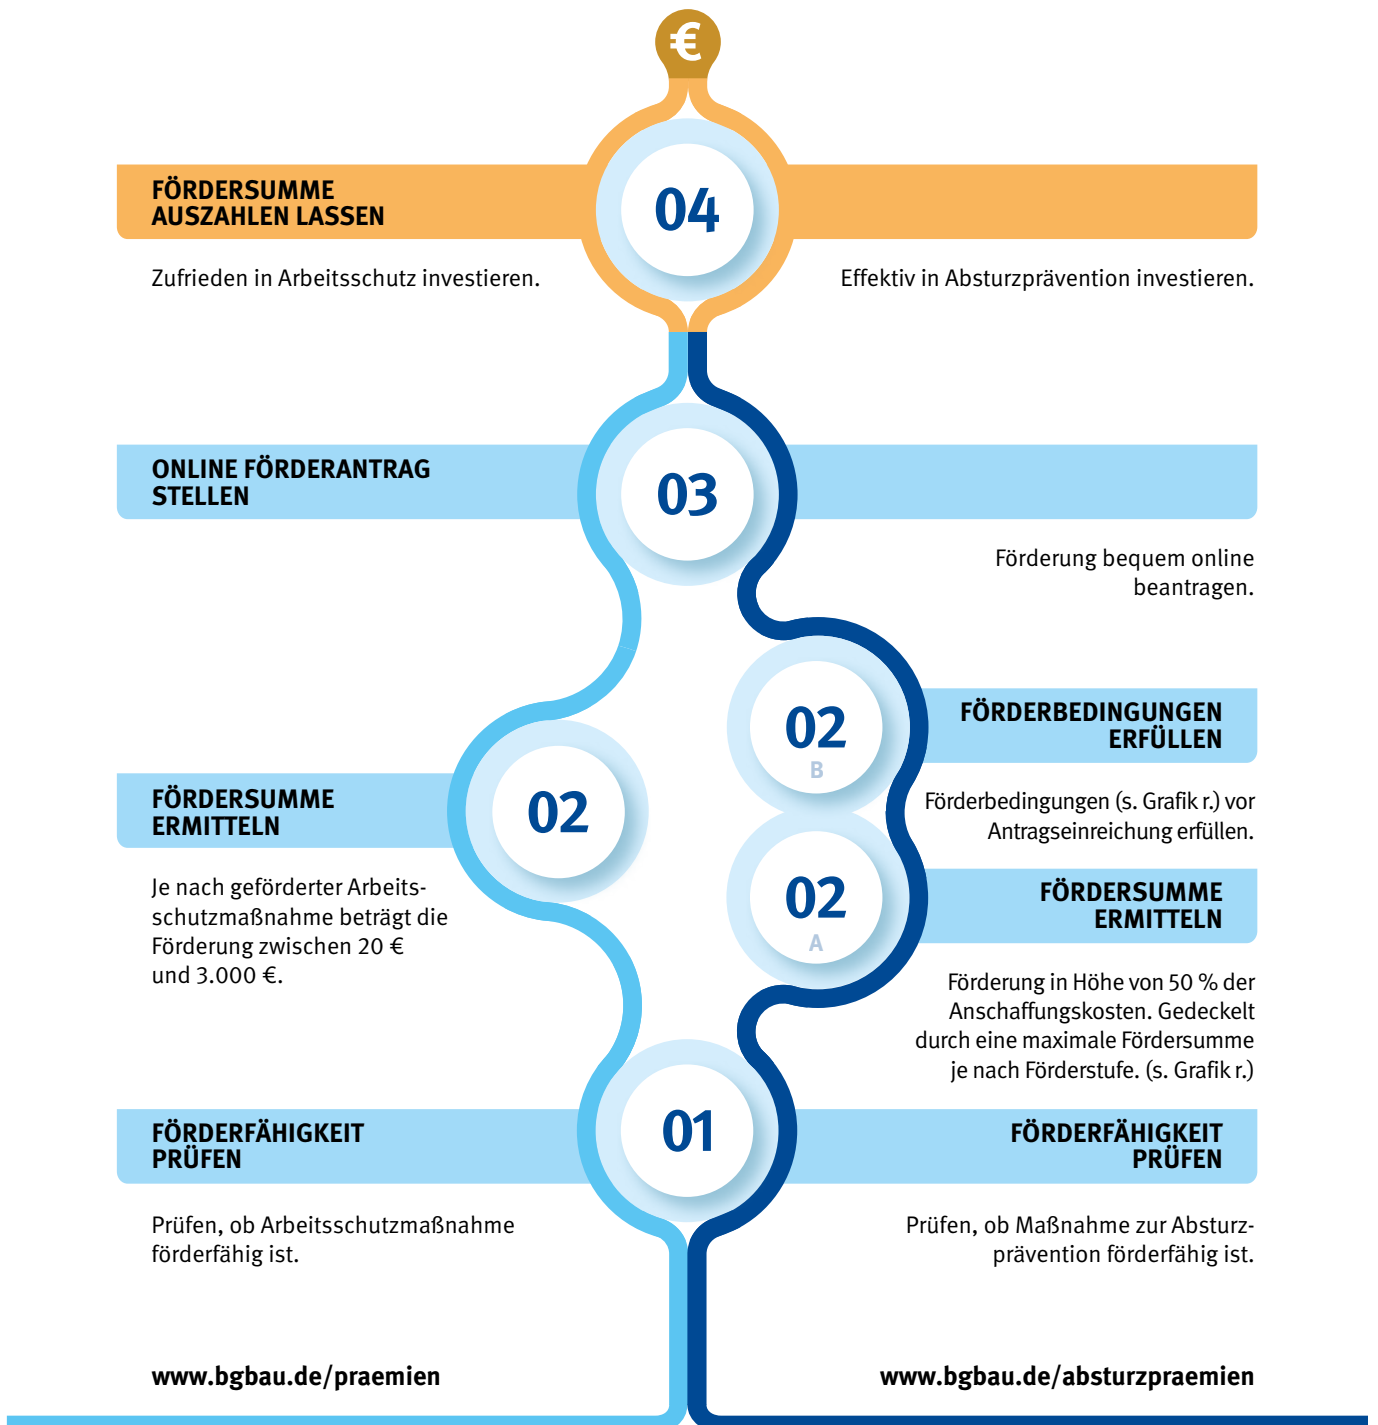 €
04
FÖRDERSUMME
AUSZAHLEN LASSEN
Zufrieden in Arbeitsschutz investieren.
Effektiv in Absturzprävention investieren.
03
ONLINE FÖRDERANTRAG
STELLEN
Förderung bequem online
beantragen.
02
B
FÖRDERBEDINGUNGEN
ERFÜLLEN
Förderbedingungen (s. Grafik r.) vor
Antragseinreichung erfüllen.
02
FÖRDERSUMME
ERMITTELN
Je nach geförderter Arbeits-
schutzmaßnahme beträgt die
Förderung zwischen 20 €
und 3.000 €.
02
A
FÖRDERSUMME
ERMITTELN
Förderung in Höhe von 50 % der
Anschaffungskosten. Gedeckelt
durch eine maximale Fördersumme
je nach Förderstufe. (s. Grafik r.)
01
FÖRDERFÄHIGKEIT
PRÜFEN
Prüfen, ob Arbeitsschutzmaßnahme
förderfähig ist.
FÖRDERFÄHIGKEIT
PRÜFEN
Prüfen, ob Maßnahme zur Absturz-
prävention förderfähig ist.
www.bgbau.de/praemien
www.bgbau.de/absturzpraemien